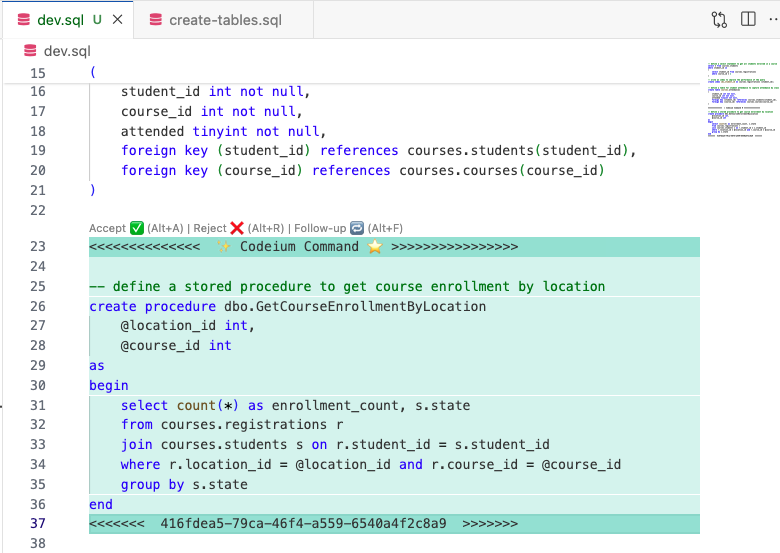 dev.sql U
create-tables.sql
dev.sql
15 (
16 student_id int not null,
17 course_id int not null,
18 attended tinyint not null,
19 foreign key (student_id) references courses.students(student_id),
20 foreign key (course_id) references courses.courses(course_id)
21 )
22
Accept ✅ (Alt+A) | Reject ❌ (Alt+R) | Follow-up 🔁 (Alt+F)
23 <<<<<<<<<<<<<< ✨ Codeium Command ⭐ >>>>>>>>>>>>>>>>
24
25 -- define a stored procedure to get course enrollment by location
26 create procedure dbo.GetCourseEnrollmentByLocation
27 @location_id int,
28 @course_id int
29 as
30 begin
31 select count(*) as enrollment_count, s.state
32 from courses.registrations r
33 join courses.students s on r.student_id = s.student_id
34 where r.location_id = @location_id and r.course_id = @course_id
35 group by s.state
36 end
37 <<<<<<< 416fdea5-79ca-46f4-a559-6540a4f2c8a9 >>>>>>>
38